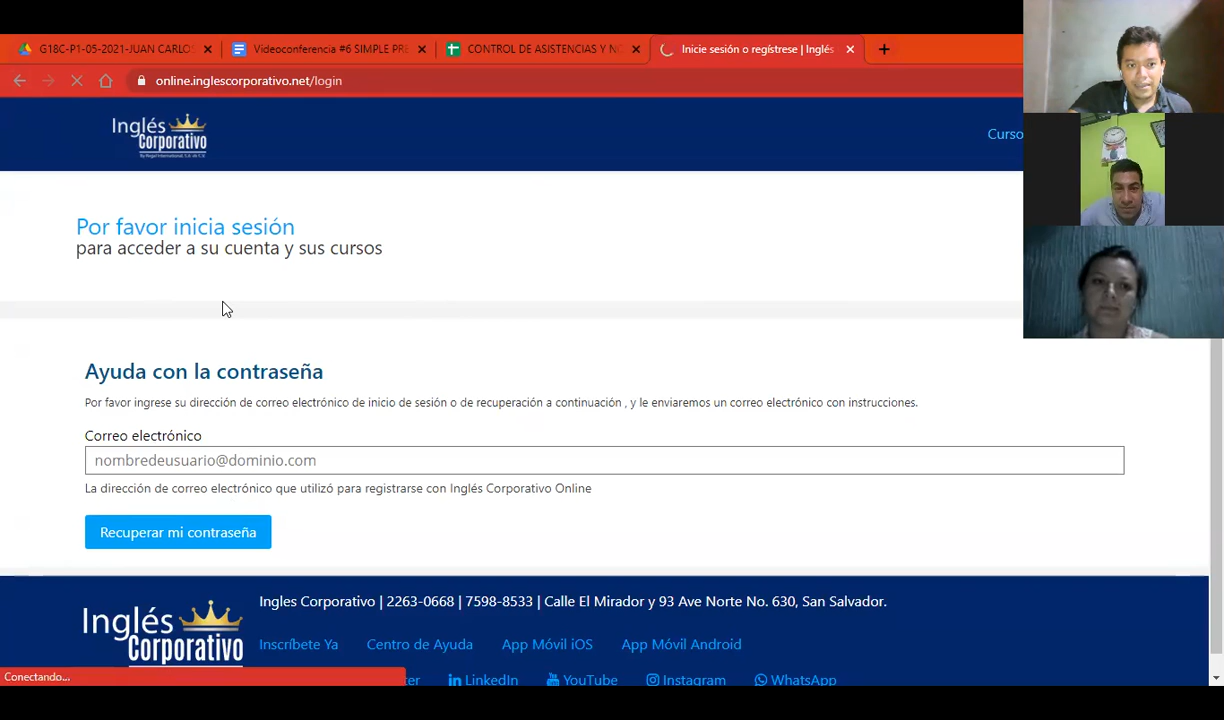 G18C-P1-05-2021-JUAN CARLOS
Videoconferencia #6 SIMPLE PRE
CONTROL DE ASISTENCIAS Y NO
Inicie sesión o regístrese | Inglés
online.inglescorporativo.net/login
Inglés
Corporativo
Curso
Por favor inicia sesión
para acceder a su cuenta y sus cursos
Ayuda con la contraseña
Por favor ingrese su dirección de correo electrónico de inicio de sesión o de recuperación a continuación , y le enviaremos un correo electrónico con instrucciones.
Correo electrónico
nombredeusuario@dominio.com
La dirección de correo electrónico que utilizó para registrarse con Inglés Corporativo Online
Recuperar mi contraseña
Inglés
Corporativo
Ingles Corporativo | 2263-0668 | 7598-8533 | Calle El Mirador y 93 Ave Norte No. 630, San Salvador.
Inscríbete Ya Centro de Ayuda App Móvil iOS App Móvil Android
Conectando...
ter LinkedIn YouTube Instagram WhatsApp